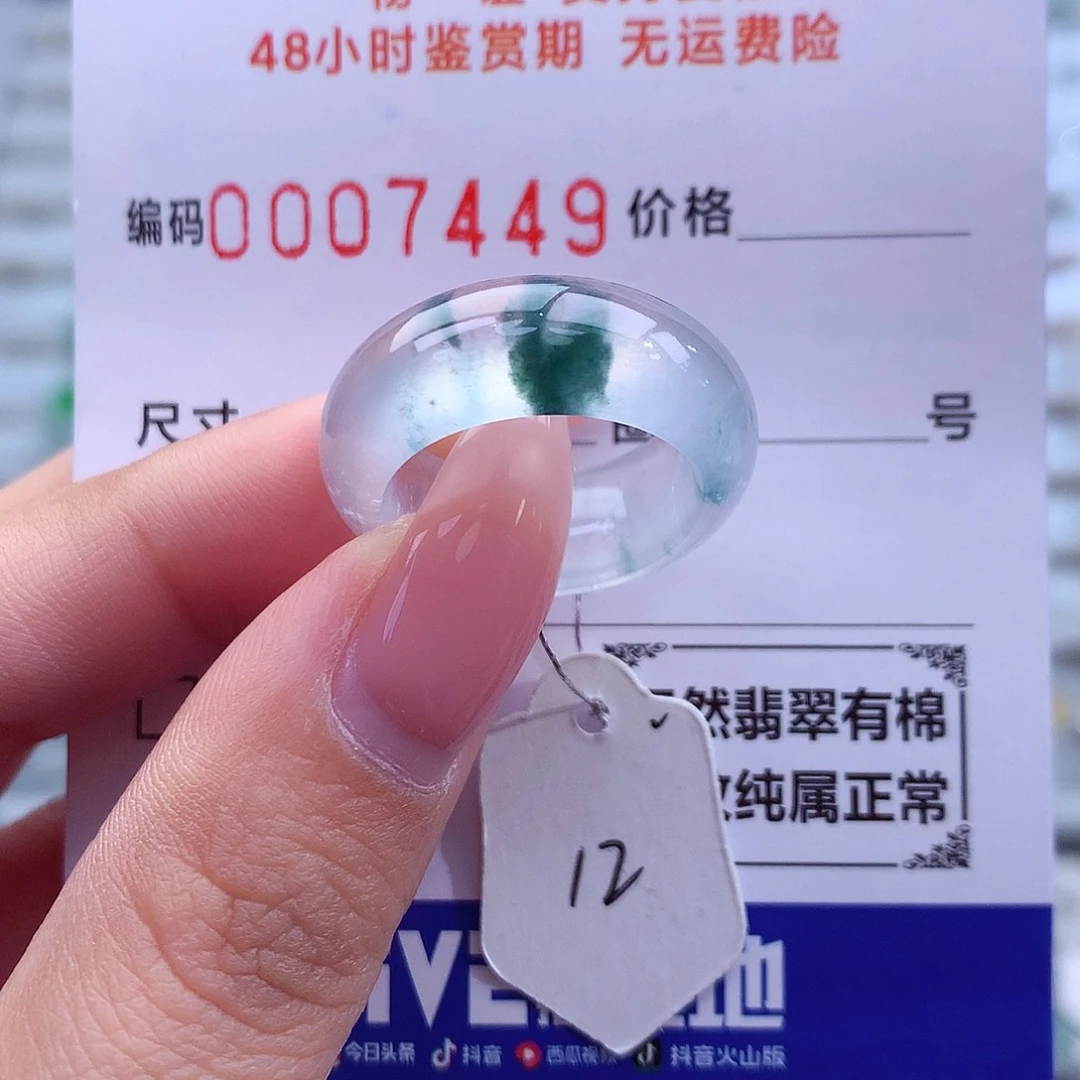 48小时鉴赏期 无运费险
编码0007449 价格
尺寸 圈 号
然翡翠有棉
纯属正常
12
今日头条 抖音 西瓜视频 抖音火山版